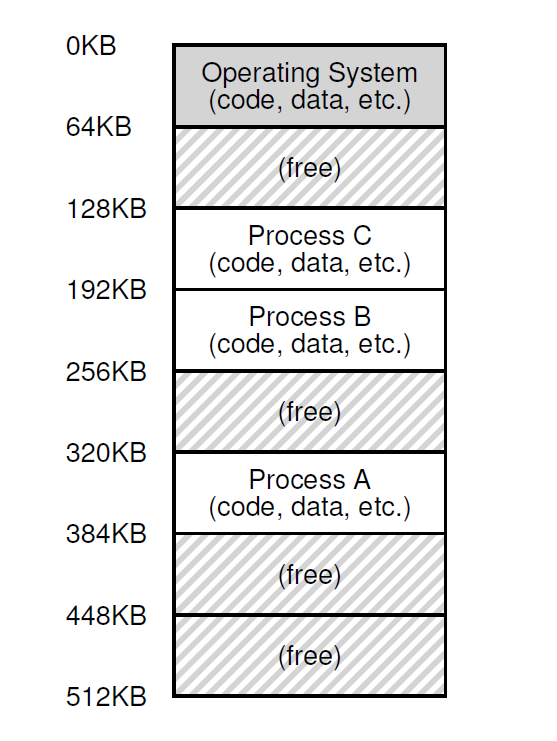 0KB
Operating System
(code, data, etc.)
64KB
(free)
128KB
Process C
(code, data, etc.)
192KB
Process B
(code, data, etc.)
256KB
(free)
320KB
Process A
(code, data, etc.)
384KB
(free)
448KB
(free)
512KB